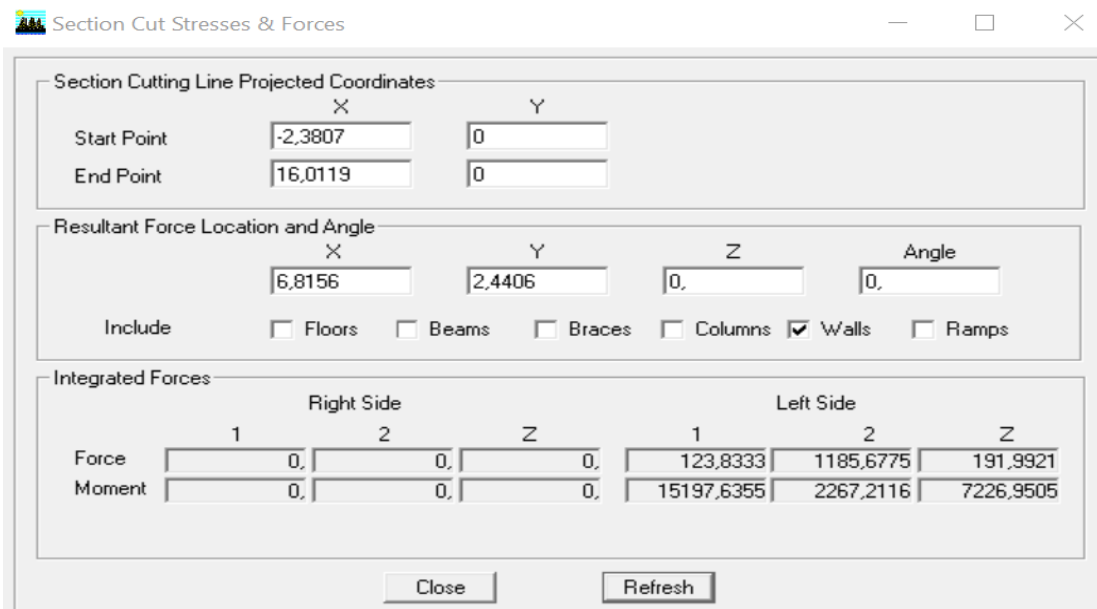 Section Cut Stresses & Forces
Section Cutting Line Projected Coordinates
X Y
Start Point -2,3807 0
End Point 16,0119 0
Resultant Force Location and Angle
X Y Z Angle
6,8156 2,4406 0, 0,
Include Floors Beams Braces Columns Walls Ramps
Integrated Forces
Right Side Left Side
1 2 Z 1 2 Z
Force 0, 0, 0, 123,8333 1185,6775 191,9921
Moment 0, 0, 0, 15197,6355 2267,2116 7226,9505
Close Refresh